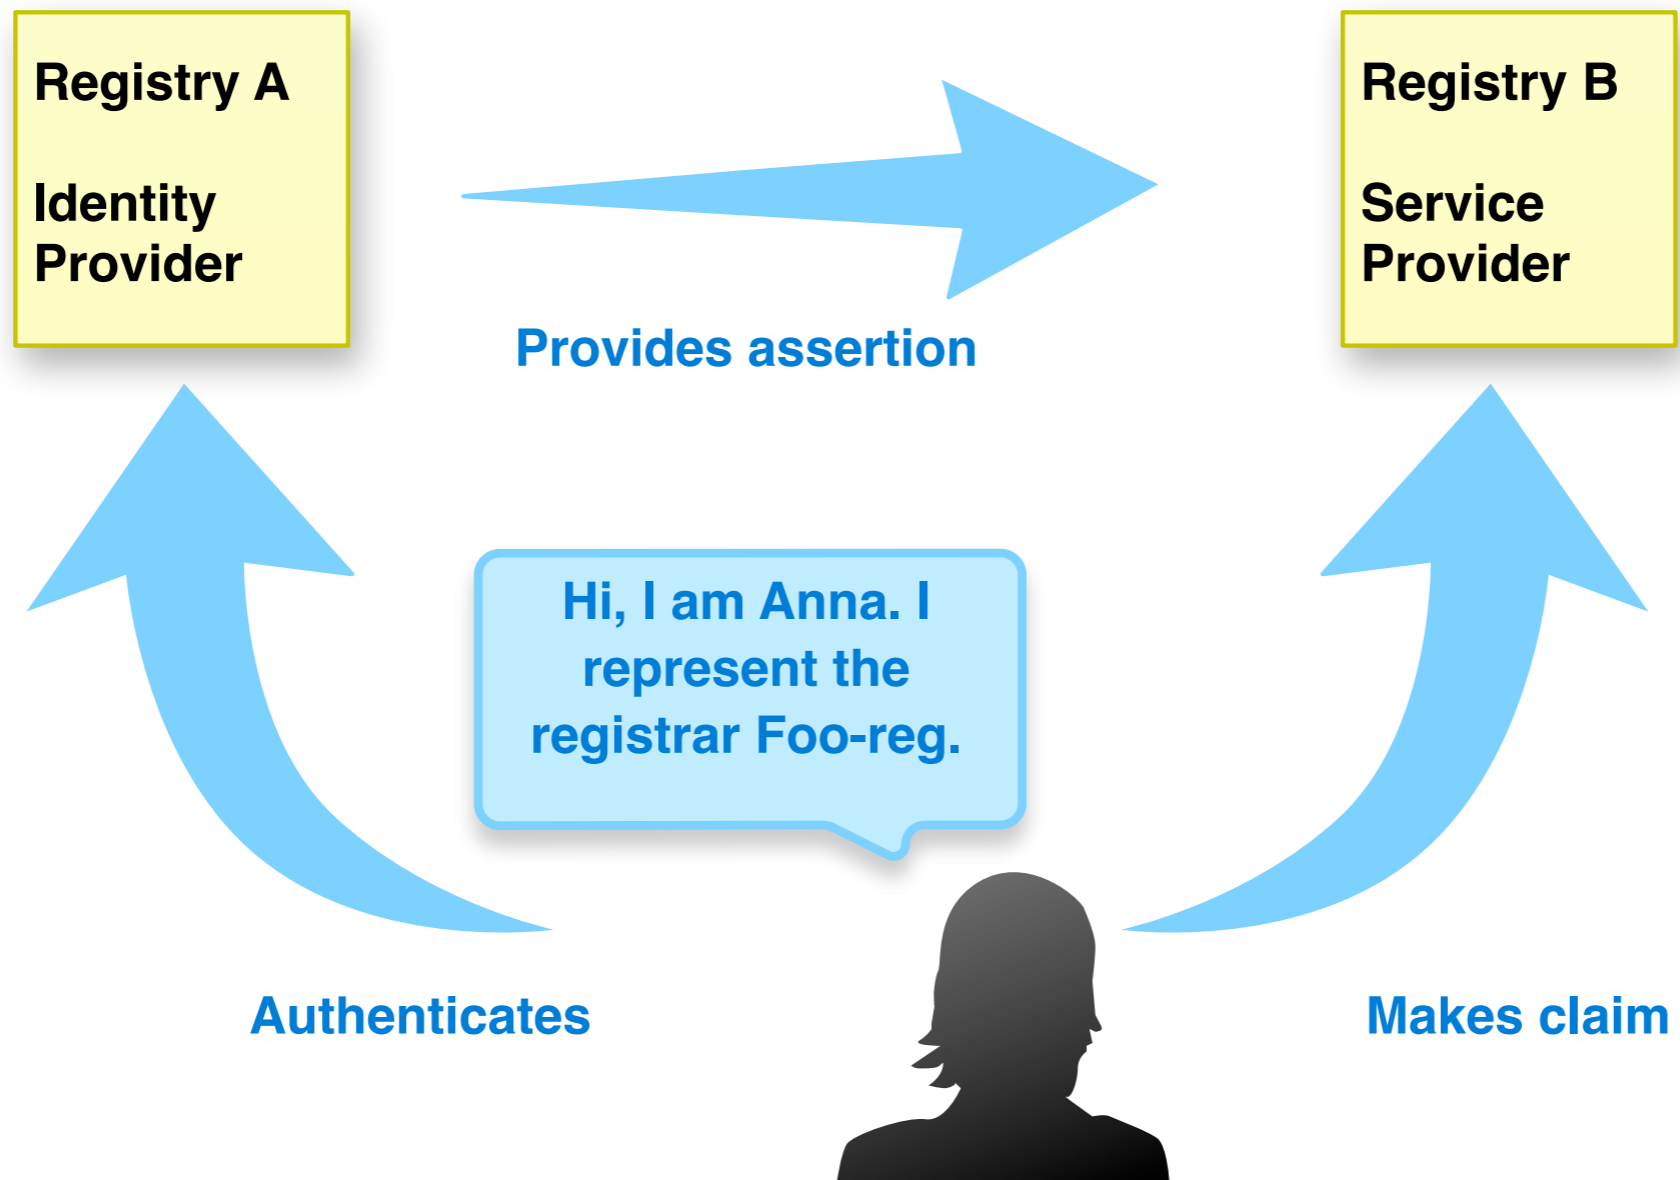 Registry A
Identity
Provider
Registry B
Service
Provider
Provides assertion
Hi, I am Anna. I
represent the
registrar Foo-reg.
Authenticates
Makes claim